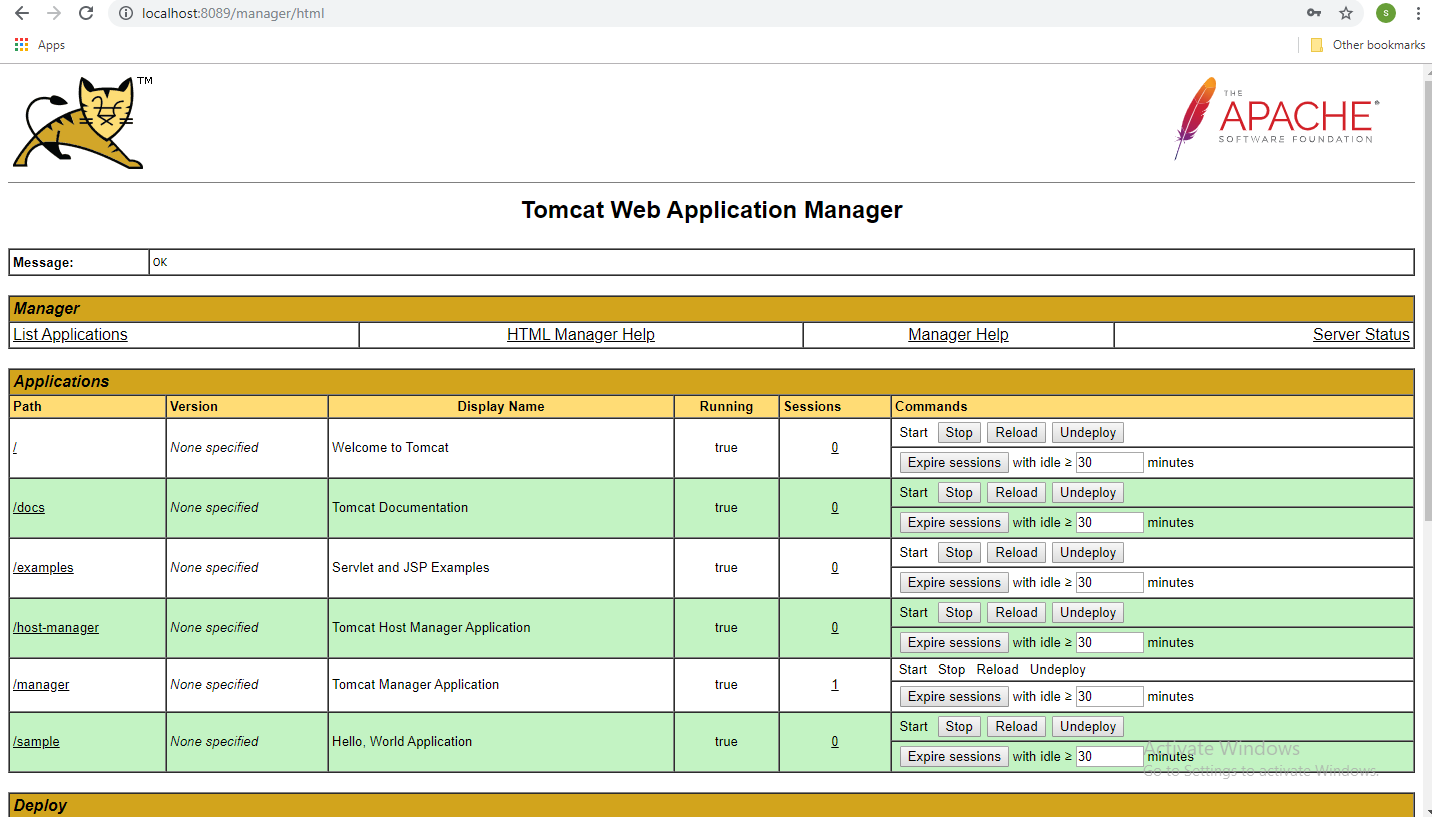 localhost:8089/manager/html
S
Apps Other bookmarks
TM
THE
APACHE®
SOFTWARE FOUNDATION
Tomcat Web Application Manager
Message: OK
Manager
List Applications HTML Manager Help Manager Help Server Status
Applications
Path Version Display Name Running Sessions Commands
Start Stop Reload Undeploy
/ None specified Welcome to Tomcat true 0
Expire sessions with idle ≥ 30 minutes
Start Stop Reload Undeploy
/docs None specified Tomcat Documentation true 0
Expire sessions with idle ≥ 30 minutes
Start Stop Reload Undeploy
/examples None specified Servlet and JSP Examples true 0
Expire sessions with idle ≥ 30 minutes
Start Stop Reload Undeploy
/host-manager None specified Tomcat Host Manager Application true 0
Expire sessions with idle ≥ 30 minutes
Start Stop Reload Undeploy
/manager None specified Tomcat Manager Application true 1
Expire sessions with idle ≥ 30 minutes
Start Stop Reload Undeploy
/sample None specified Hello, World Application true 0
Expire sessions with idle ≥ 30 minutes
Activate Windows
Go to Settings to activate Windows.
Deploy